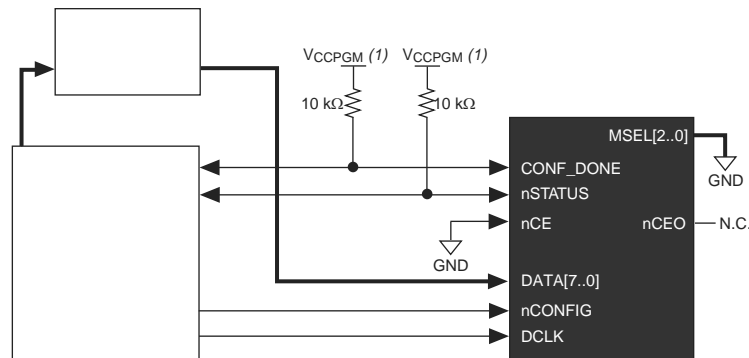 VCCPGM (1) VCCPGM (1)
10 kΩ 10 kΩ
MSEL[2..0]
GND
CONF_DONE
nSTATUS
nCE
nCEO N.C.
GND
DATA[7..0]
nCONFIG
DCLK